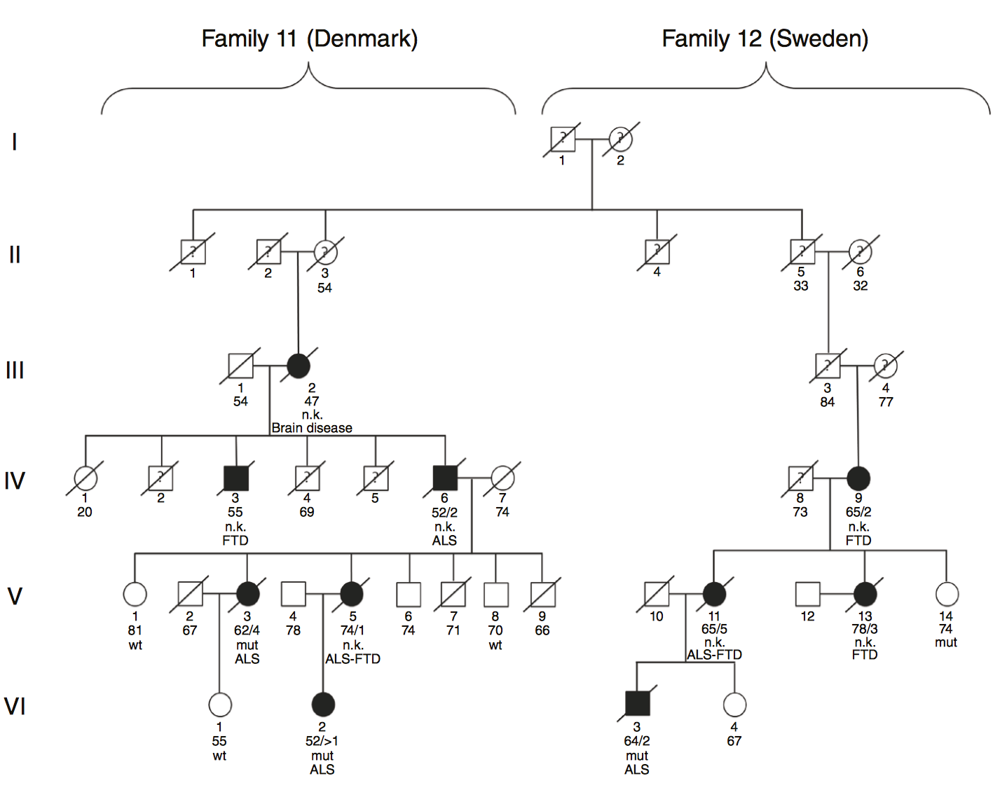 Family 11 (Denmark)
Family 12 (Sweden)
I
? ?
1 2
II
? ? ? ? ? ?
1 2 3 4 5 6
54 33 32
III
? ?
1 2 3 4
54 47 84 77
n.k.
Brain disease
IV
? ? ? ?
1 2 3 4 5 6 7 8 9
20 55 69 52/2 74 73 65/2
n.k. n.k. n.k.
FTD ALS FTD
V
1 2 3 4 5 6 7 8 9 10 11 12 13 14
81 67 62/4 78 74/1 74 71 70 66 65/5 78/3 74
wt mut n.k. wt n.k. n.k. mut
ALS ALS-FTD ALS-FTD FTD
VI
1 2 3 4
55 52/>1 64/2 67
wt mut mut
ALS ALS